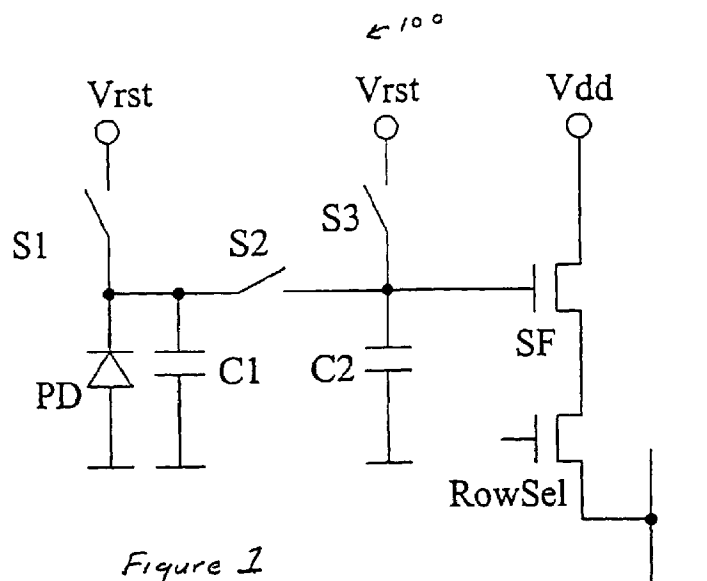 ← 100
Vrst
Vrst
Vdd
S1
S2
S3
SF
PD
C1
C2
RowSel
Figure 1